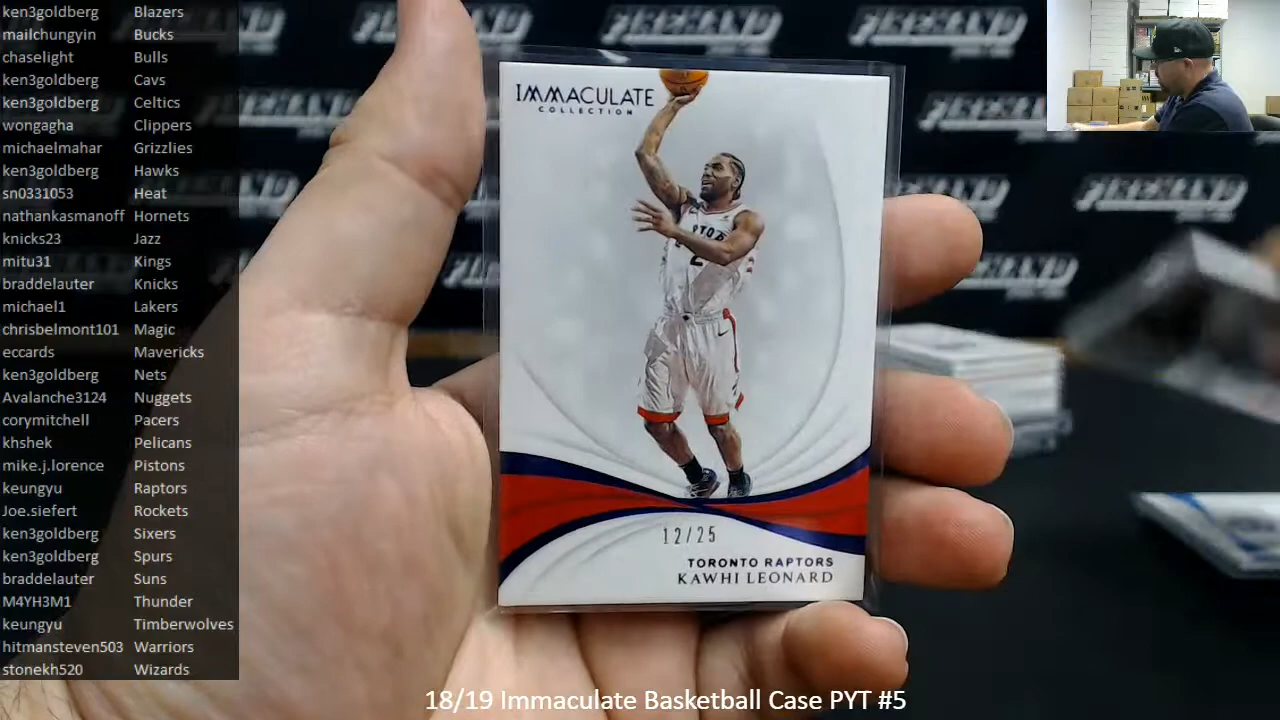 ken3goldberg Blazers
mailchungyin Bucks
chaselight Bulls
ken3goldberg Cavs
ken3goldberg Celtics
wongagha Clippers
michaelmahar Grizzlies
ken3goldberg Hawks
sn0331053 Heat
nathankasmanoff Hornets
knicks23 Jazz
mitu31 Kings
braddelauter Knicks
michael1 Lakers
chrisbelmont101 Magic
eccards Mavericks
ken3goldberg Nets
Avalanche3124 Nuggets
corymitchell Pacers
khshek Pelicans
mike.j.lorence Pistons
keungyu Raptors
Joe.siefert Rockets
ken3goldberg Sixers
ken3goldberg Spurs
braddelauter Suns
M4YH3M1 Thunder
keungyu Timberwolves
hitmansteven503 Warriors
stonekh520 Wizards
IMMACULATE
COLLECTION
12/25
TORONTO RAPTORS
KAWHI LEONARD
18/19 Immaculate Basketball Case PYT #5